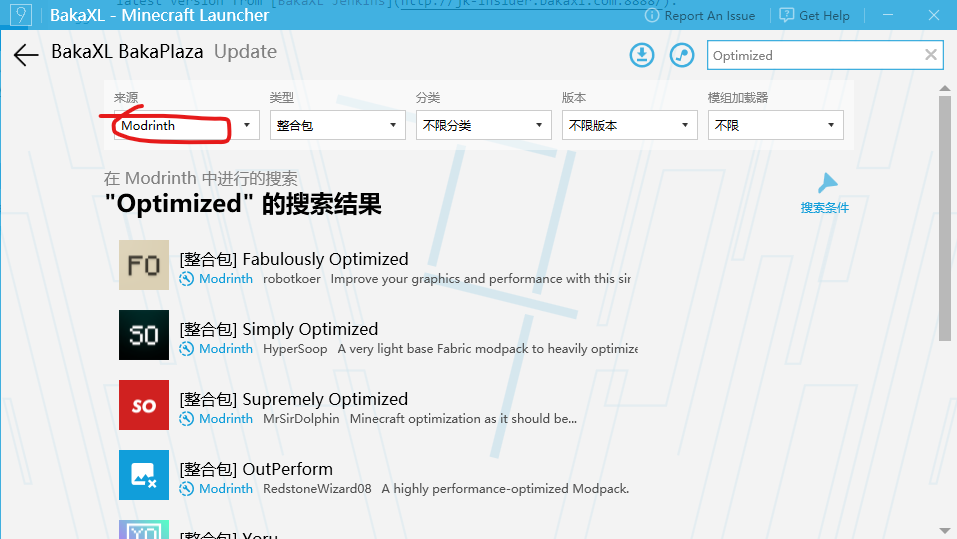 latest version from [BakaXL Jenkins](http://jk-insider.bakaxl.com:8888/).
9 BakaXL - Minecraft Launcher Report An Issue Get Help
BakaXL BakaPlaza Update Optimized
来源 类型 分类 版本 模组加载器
Modrinth 整合包 不限分类 不限版本 不限
在 Modrinth 中进行的搜索
"Optimized" 的搜索结果
搜索条件
FO [整合包] Fabulously Optimized
Modrinth robotkoer Improve your graphics and performance with this sir
SO [整合包] Simply Optimized
Modrinth HyperSoop A very light base Fabric modpack to heavily optimize
SO [整合包] Supremely Optimized
Modrinth MrSirDolphin Minecraft optimization as it should be...
[整合包] OutPerform
Modrinth RedstoneWizard08 A highly performance-optimized Modpack.
YO [整合包] Yoru